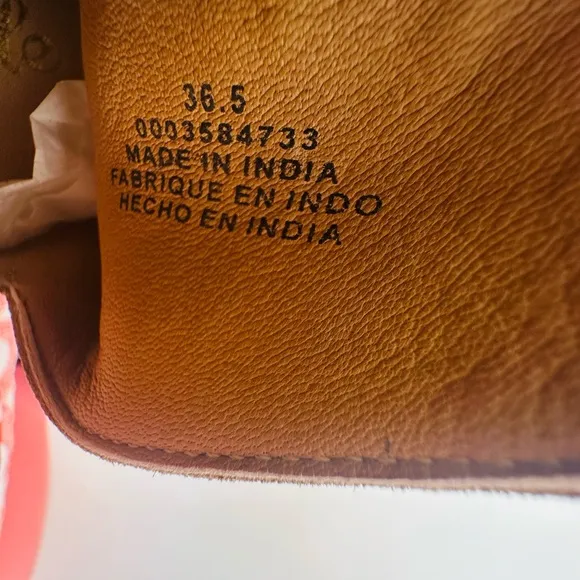 36.5
0003584733
MADE IN INDIA
FABRIQUE EN INDO
HECHO EN INDIA